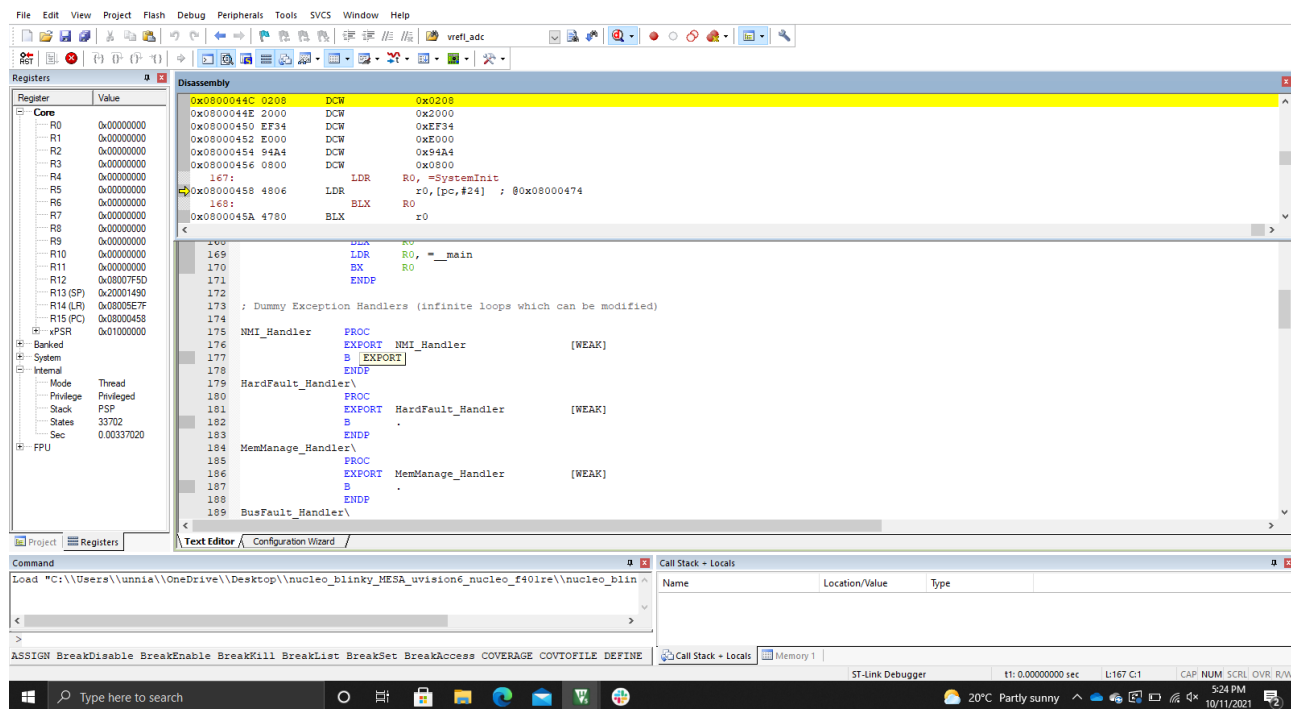 File Edit View Project Flash Debug Peripherals Tools SVCS Window Help
vrefl_adc
RST
Registers
Register Value
Core
R0 0x00000000
R1 0x00000000
R2 0x00000000
R3 0x00000000
R4 0x00000000
R5 0x00000000
R6 0x00000000
R7 0x00000000
R8 0x00000000
R9 0x00000000
R10 0x00000000
R11 0x00000000
R12 0x08007F5D
R13 (SP) 0x20001490
R14 (LR) 0x08005E7F
R15 (PC) 0x08000458
xPSR 0x01000000
Banked
System
Internal
Mode Thread
Privilege Privileged
Stack PSP
States 33702
Sec 0.00337020
FPU
Project Registers
Disassembly
0x0800044C 0208 DCW 0x0208
0x0800044E 2000 DCW 0x2000
0x08000450 EF34 DCW 0xEF34
0x08000452 E000 DCW 0xE000
0x08000454 94A4 DCW 0x94A4
0x08000456 0800 DCW 0x0800
167: LDR R0, =SystemInit
0x08000458 4806 LDR r0,[pc,#24] ; @0x08000474
168: BLX R0
0x0800045A 4780 BLX r0
168 BLX R0
169 LDR R0, =__main
170 BX R0
171 ENDP
172
173 ; Dummy Exception Handlers (infinite loops which can be modified)
174
175 NMI_Handler PROC
176 EXPORT NMI_Handler [WEAK]
177 B EXPORT
178 ENDP
179 HardFault_Handler\
180 PROC
181 EXPORT HardFault_Handler [WEAK]
182 B .
183 ENDP
184 MemManage_Handler\
185 PROC
186 EXPORT MemManage_Handler [WEAK]
187 B .
188 ENDP
189 BusFault_Handler\
Text Editor Configuration Wizard
Command
Load "C:\\Users\\unnia\\OneDrive\\Desktop\\nucleo_blinky_MESA_uvision6_nucleo_f401re\\nucleo_blin
>
ASSIGN BreakDisable BreakEnable BreakKill BreakList BreakSet BreakAccess COVERAGE COVTOFILE DEFINE
Call Stack + Locals
Name Location/Value Type
Call Stack + Locals Memory 1
ST-Link Debugger t1: 0.00000000 sec L:167 C:1 CAP NUM SCRL OVR R/W
Type here to search
20°C Partly sunny
5:24 PM
10/11/2021
2